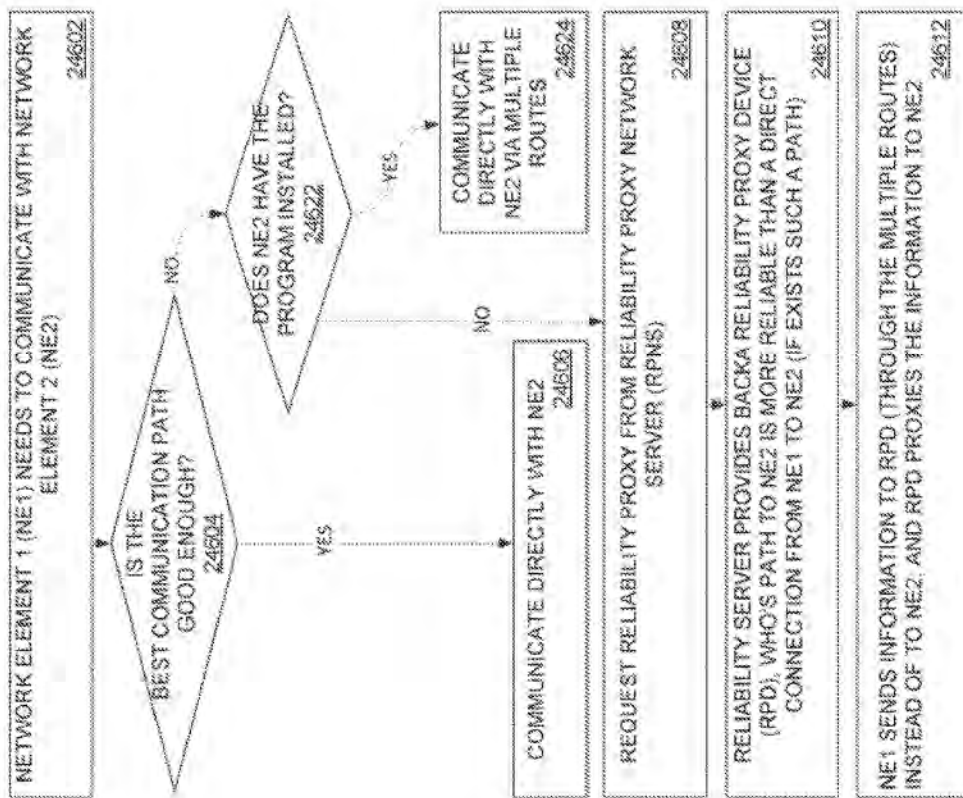 NETWORK ELEMENT 1 (NE1) NEEDS TO COMMUNICATE WITH NETWORK
ELEMENT 2 (NE2)
24602
IS THE
BEST COMMUNICATION PATH
GOOD ENOUGH?
24604
NO
YES
DOES NE2 HAVE THE
PROGRAM INSTALLED?
24622
YES
NO
COMMUNICATE
DIRECTLY WITH
NE2 VIA MULTIPLE
ROUTES
24624
COMMUNICATE DIRECTLY WITH NE2
24606
REQUEST RELIABILITY PROXY FROM RELIABILITY PROXY NETWORK
SERVER (RPNS)
24608
RELIABILITY SERVER PROVIDES BACKA RELIABILITY PROXY DEVICE
(RPD), WHO'S PATH TO NE2 IS MORE RELIABLE THAN A DIRECT
CONNECTION FROM NE1 TO NE2 (IF EXISTS SUCH A PATH)
24610
NE1 SENDS INFORMATION TO RPD (THROUGH THE MULTIPLE ROUTES)
INSTEAD OF TO NE2; AND RPD PROXIES THE INFORMATION TO NE2
24612